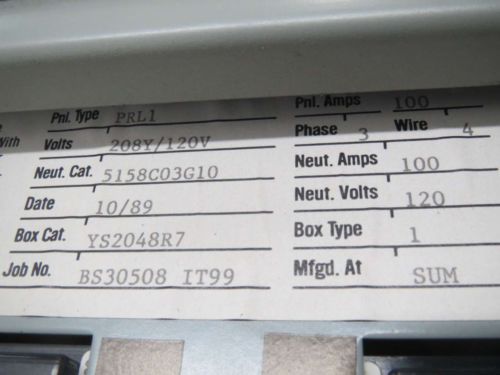 Pnl. Type PRL1 Pnl. Amps 100
With Volts 208Y/120V Phase 3 Wire 4
Neut. Cat. 5158C03G10 Neut. Amps 100
Date 10/89 Neut. Volts 120
Box Cat. YS2048R7 Box Type 1
Job No. BS30508 IT99 Mfgd. At SUM